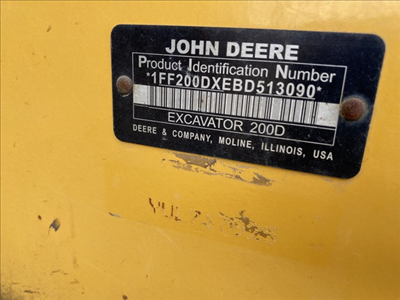 JOHN DEERE
Product Identification Number
*1FF200DXEBD513090*
EXCAVATOR 200D
DEERE & COMPANY, MOLINE, ILLINOIS, USA